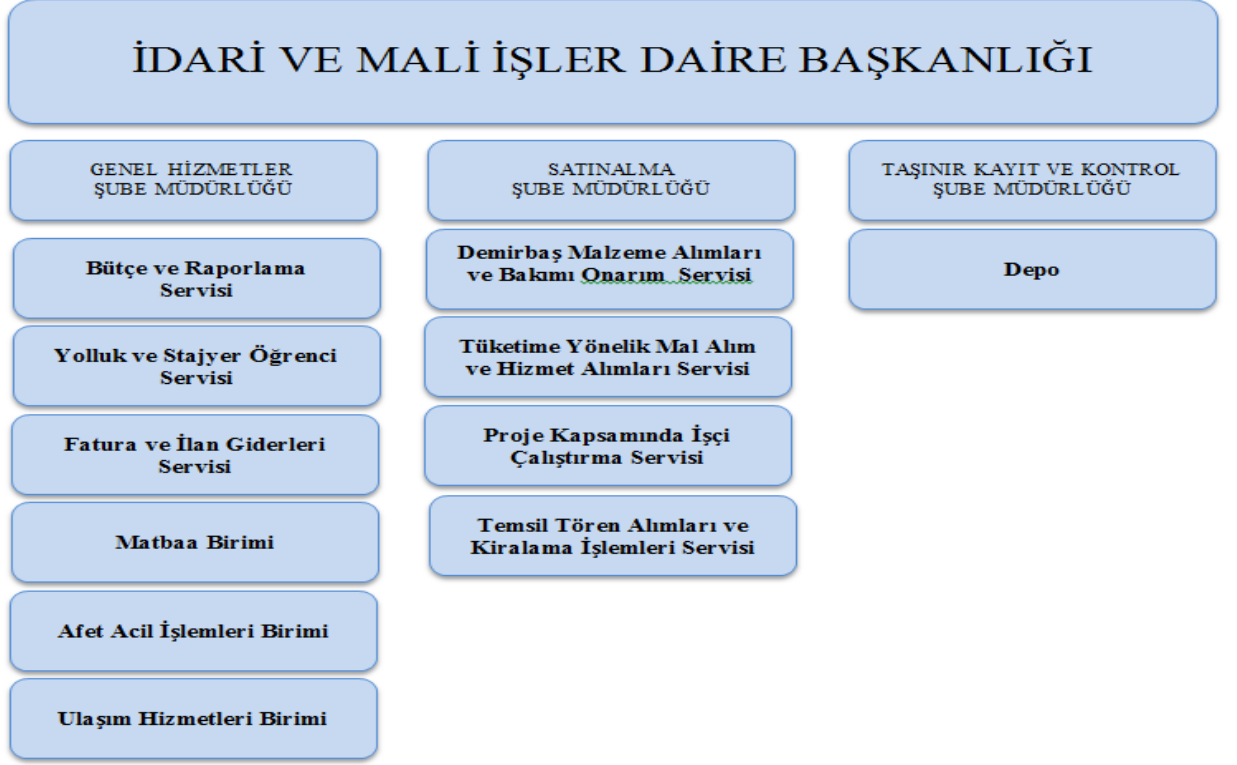 İDARİ VE MALİ İŞLER DAİRE BAŞKANLIĞI
GENEL HİZMETLER
ŞUBE MÜDÜRLÜĞÜ
Bütçe ve Raporlama
Servisi
Yolluk ve Stajyer Öğrenci
Servisi
Fatura ve İlan Giderleri
Servisi
Matbaa Birimi
Afet Acil İşlemleri Birimi
Ulaşım Hizmetleri Birimi
SATINALMA
ŞUBE MÜDÜRLÜĞÜ
Demirbaş Malzeme Alımları
ve Bakımı Onarım Servisi
Tüketime Yönelik Mal Alım
ve Hizmet Alımları Servisi
Proje Kapsamında İşçi
Çalıştırma Servisi
Temsil Tören Alımları ve
Kiralama İşlemleri Servisi
TAŞINIR KAYIT VE KONTROL
ŞUBE MÜDÜRLÜĞÜ
Depo